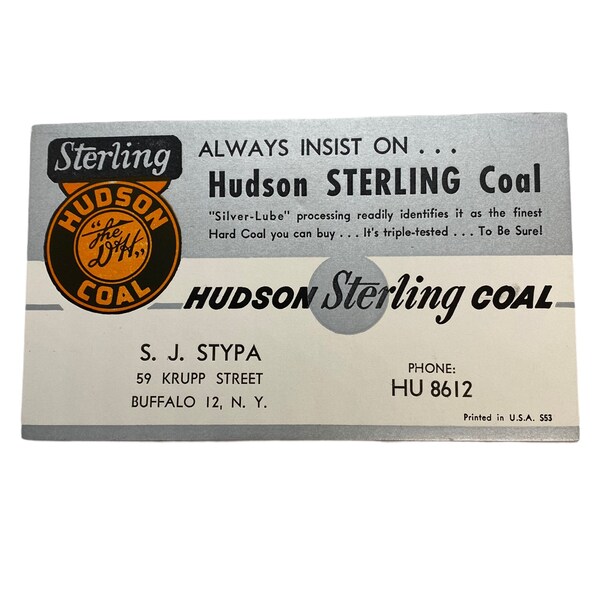 Sterling
HUDSON
"The D&H"
COAL
ALWAYS INSIST ON . . .
Hudson STERLING Coal
"Silver-Lube" processing readily identifies it as the finest
Hard Coal you can buy . . . It's triple-tested . . . To Be Sure!
HUDSON Sterling COAL
S. J. STYPA
59 KRUPP STREET
BUFFALO 12, N. Y.
PHONE:
HU 8612
Printed in U.S.A. S53